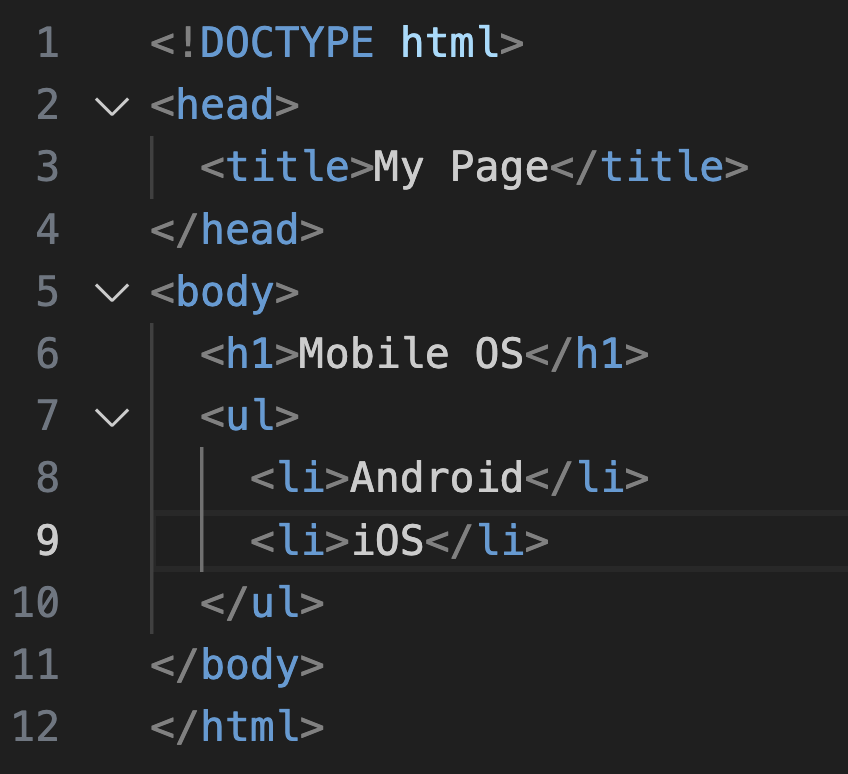 1 <!DOCTYPE html>
2 <head>
3   <title>My Page</title>
4 </head>
5 <body>
6   <h1>Mobile OS</h1>
7   <ul>
8     <li>Android</li>
9     <li>iOS</li>
10   </ul>
11 </body>
12 </html>